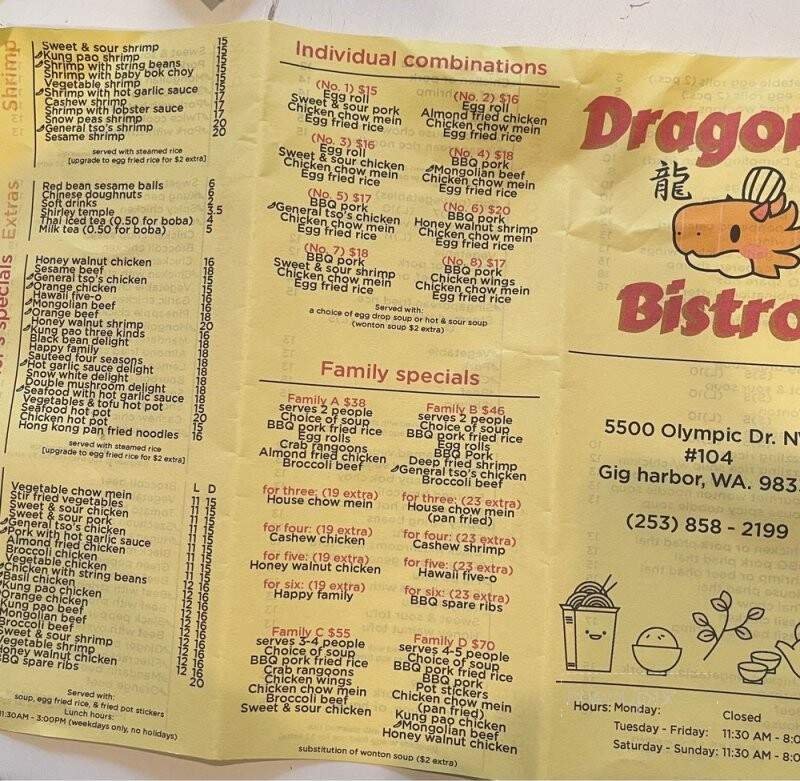 Shrimp
Sweet & sour shrimp 15
Kung pao shrimp 15
Shrimp with string beans 15
Shrimp with baby bok choy 15
Vegetable shrimp 15
Shrimp with hot garlic sauce 15
Cashew shrimp 17
Shrimp with lobster sauce 17
Snow peas shrimp 17
General tso's shrimp 20
Sesame shrimp 20
served with steamed rice
[upgrade to egg fried rice for $2 extra]
Extras
Red bean sesame balls 6
Chinese doughnuts 6
Soft drinks 2
Shirley temple 3.5
Thai iced tea (0.50 for boba) 4
Milk tea (0.50 for boba) 5
specials
Honey walnut chicken 16
Sesame beef 18
General tso's chicken 15
Orange chicken 15
Hawaii five-o 16
Mongolian beef 16
Orange beef 18
Honey walnut shrimp 20
Kung pao three kinds 16
Black bean delight 18
Happy family 18
Sauteed four seasons 18
Hot garlic sauce delight 18
Snow white delight 18
Double mushroom delight 18
Seafood with hot garlic sauce 18
Vegetables & tofu hot pot 15
Seafood hot pot 20
Chicken hot pot 15
Hong kong pan fried noodles 16
served with steamed rice
[upgrade to egg fried rice for $2 extra]
L D
Vegetable chow mein 11 15
Stir fried vegetables 11 15
Sweet & sour chicken 11 15
Sweet & sour pork 11 15
General tso's chicken 11 15
Pork with hot garlic sauce 11 15
Almond fried chicken 11 15
Broccoli chicken 11 15
Vegetable chicken 11 15
Chicken with string beans 11 15
Basil chicken 12 16
Kung pao chicken 12 16
Orange chicken 12 16
Kung pao beef 12 16
Mongolian beef 12 16
Broccoli beef 12 16
Sweet & sour shrimp 12 16
Vegetable shrimp 12 16
Honey walnut chicken 12 16
BBQ spare ribs 20
Served with:
soup, egg fried rice, & fried pot stickers
Lunch hours:
11:30AM - 3:00PM (weekdays only, no holidays)
Individual combinations
(No. 1) $15
Egg roll
Sweet & sour pork
Chicken chow mein
Egg fried rice
(No. 2) $16
Egg roll
Almond fried chicken
Chicken chow mein
Egg fried rice
(No. 3) $16
Egg roll
Sweet & sour chicken
Chicken chow mein
Egg fried rice
(No. 4) $18
BBQ pork
Mongolian beef
Chicken chow mein
Egg fried rice
(No. 5) $17
BBQ pork
General tso's chicken
Chicken chow mein
Egg fried rice
(No. 6) $20
BBQ pork
Honey walnut shrimp
Chicken chow mein
Egg fried rice
(No. 7) $18
BBQ pork
Sweet & sour shrimp
Chicken chow mein
Egg fried rice
(No. 8) $17
BBQ pork
Chicken wings
Chicken chow mein
Egg fried rice
Served with:
a choice of egg drop soup or hot & sour soup
(wonton soup $2 extra)
Family specials
Family A $38
serves 2 people
Choice of soup
BBQ pork fried rice
Egg rolls
Crab rangoons
Almond fried chicken
Broccoli beef
for three: (19 extra)
House chow mein
for four: (19 extra)
Cashew chicken
for five: (19 extra)
Honey walnut chicken
for six: (19 extra)
Happy family
Family B $46
serves 2 people
Choice of soup
BBQ pork fried rice
Egg rolls
BBQ Pork
Deep fried shrimp
General tso's chicken
Broccoli beef
for three: (23 extra)
House chow mein
(pan fried)
for four: (23 extra)
Cashew shrimp
for five: (23 extra)
Hawaii five-o
for six: (23 extra)
BBQ spare ribs
Family C $55
serves 3-4 people
Choice of soup
BBQ pork fried rice
Crab rangoons
Chicken wings
Chicken chow mein
Broccoli beef
Sweet & sour chicken
Family D $70
serves 4-5 people
Choice of soup
BBQ pork fried rice
BBQ pork
Pot stickers
Chicken chow mein
(pan fried)
Kung pao chicken
Mongolian beef
Honey walnut chicken
substitution of wonton soup ($2 extra)
Dragon
龍
Bistro
5500 Olympic Dr. N
#104
Gig harbor, WA. 983
(253) 858 - 2199
Hours: Monday: Closed
Tuesday - Friday: 11:30 AM - 8:0
Saturday - Sunday: 11:30 AM - 8:0